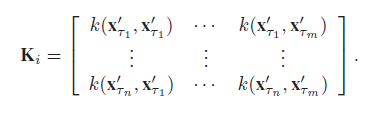 K_i = [ k(x′_{τ_1}, x′_{τ_1}) ⋯ k(x′_{τ_1}, x′_{τ_m})
⋮ ⋮ ⋮
k(x′_{τ_n}, x′_{τ_1}) ⋯ k(x′_{τ_n}, x′_{τ_m}) ] .